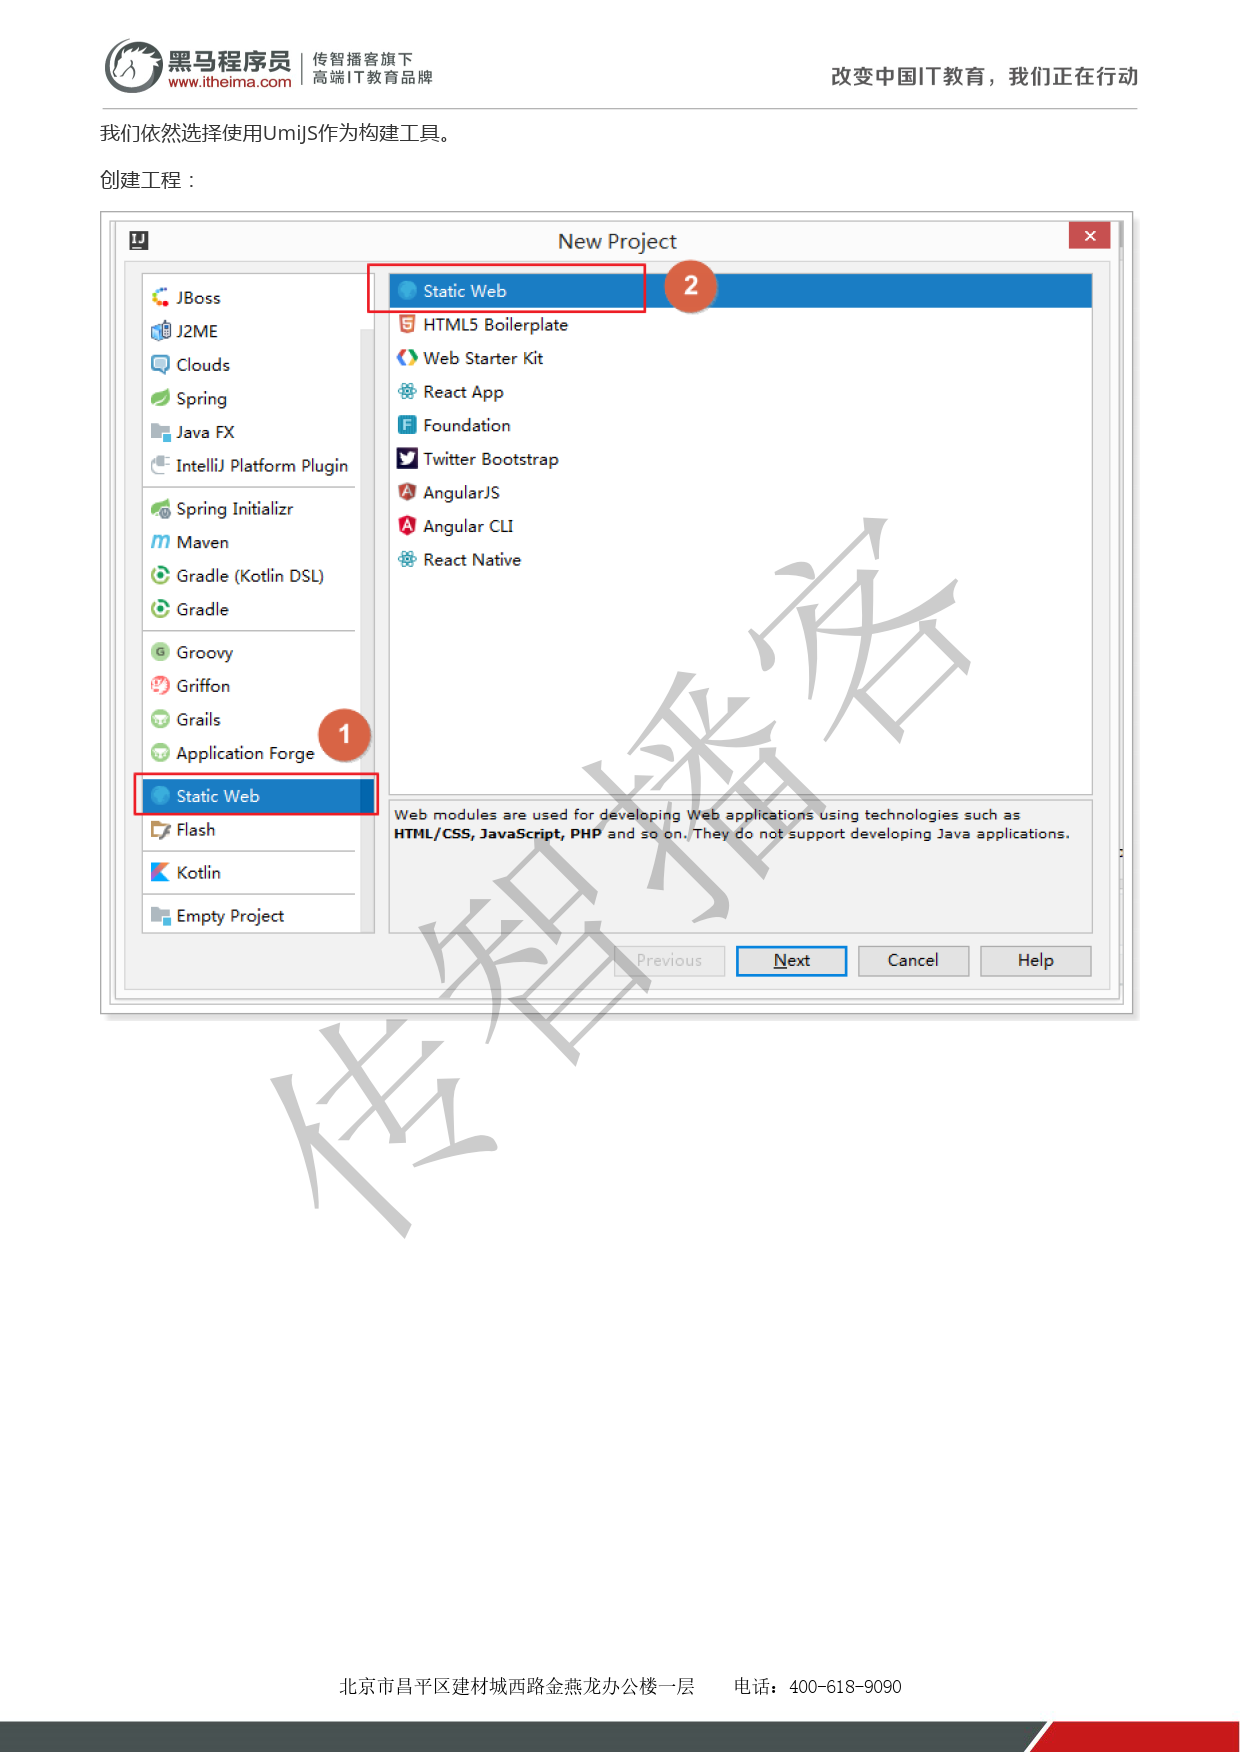 黑马程序员
www.itheima.com
传智播客旗下
高端IT教育品牌
改变中国IT教育，我们正在行动
我们依然选择使用UmiJS作为构建工具。
创建工程：
New Project
JBoss
J2ME
Clouds
Spring
Java FX
IntelliJ Platform Plugin
Spring Initializr
Maven
Gradle (Kotlin DSL)
Gradle
Groovy
Griffon
Grails
Application Forge
1
Static Web
Flash
Kotlin
Empty Project
Static Web
2
HTML5 Boilerplate
Web Starter Kit
React App
Foundation
Twitter Bootstrap
AngularJS
Angular CLI
React Native
Web modules are used for developing Web applications using technologies such as
HTML/CSS, JavaScript, PHP and so on. They do not support developing Java applications.
Previous
Next
Cancel
Help
传智播客
北京市昌平区建材城西路金燕龙办公楼一层 电话：400-618-9090